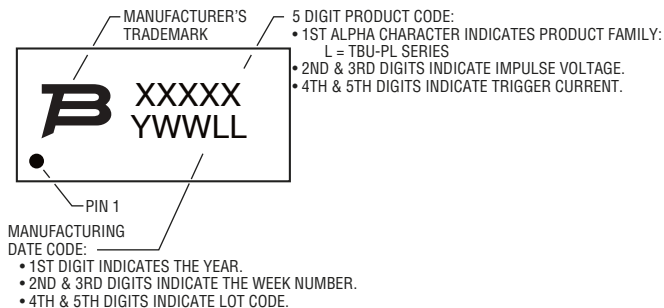 MANUFACTURER'S
TRADEMARK
5 DIGIT PRODUCT CODE:
• 1ST ALPHA CHARACTER INDICATES PRODUCT FAMILY:
L = TBU-PL SERIES
• 2ND & 3RD DIGITS INDICATE IMPULSE VOLTAGE.
• 4TH & 5TH DIGITS INDICATE TRIGGER CURRENT.
B XXXXX
YWWLL
PIN 1
MANUFACTURING
DATE CODE:
• 1ST DIGIT INDICATES THE YEAR.
• 2ND & 3RD DIGITS INDICATE THE WEEK NUMBER.
• 4TH & 5TH DIGITS INDICATE LOT CODE.